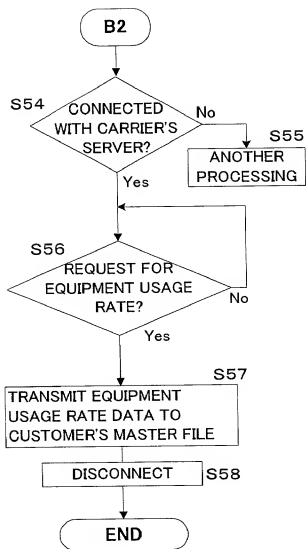 B2
S54
CONNECTED
WITH CARRIER'S
SERVER?
No
S55
ANOTHER
PROCESSING
Yes
S56
REQUEST FOR
EQUIPMENT USAGE
RATE?
No
Yes
S57
TRANSMIT EQUIPMENT
USAGE RATE DATA TO
CUSTOMER'S MASTER FILE
DISCONNECT
S58
END